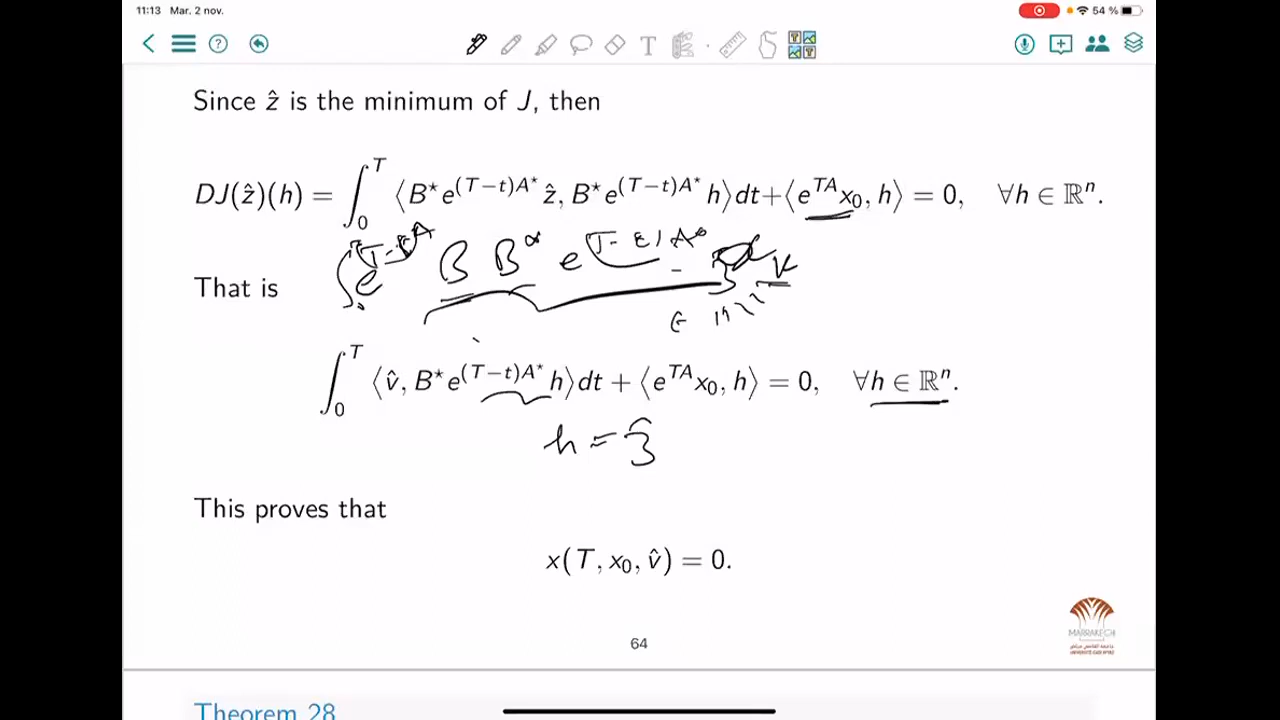 11:13 Mar. 2 nov. 54 %
Since ẑ is the minimum of J, then
DJ(ẑ)(h) = ∫₀ᵀ ⟨B* e^{(T−t)A*} ẑ, B* e^{(T−t)A*} h⟩dt + ⟨e^{TA} x₀, h⟩ = 0, ∀h ∈ ℝⁿ.
That is
∫₀ᵀ ⟨v̂, B* e^{(T−t)A*} h⟩dt + ⟨e^{TA} x₀, h⟩ = 0, ∀h ∈ ℝⁿ.
h = ẑ
This proves that
x(T, x₀, v̂) = 0.
MARRAKECH
64
Theorem 28